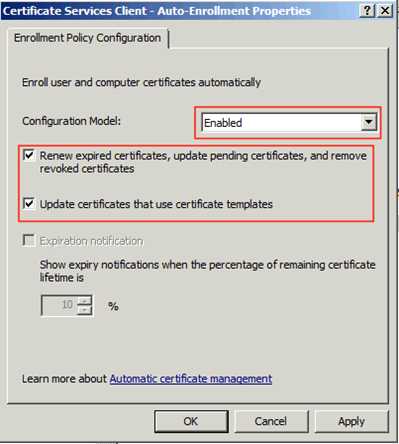 Certificate Services Client - Auto-Enrollment Properties
Enrollment Policy Configuration
Enroll user and computer certificates automatically
Configuration Model:
Enabled
Renew expired certificates, update pending certificates, and remove
revoked certificates
Update certificates that use certificate templates
Expiration notification
Show expiry notifications when the percentage of remaining certificate
lifetime is
10 %
Learn more about Automatic certificate management
OK Cancel Apply